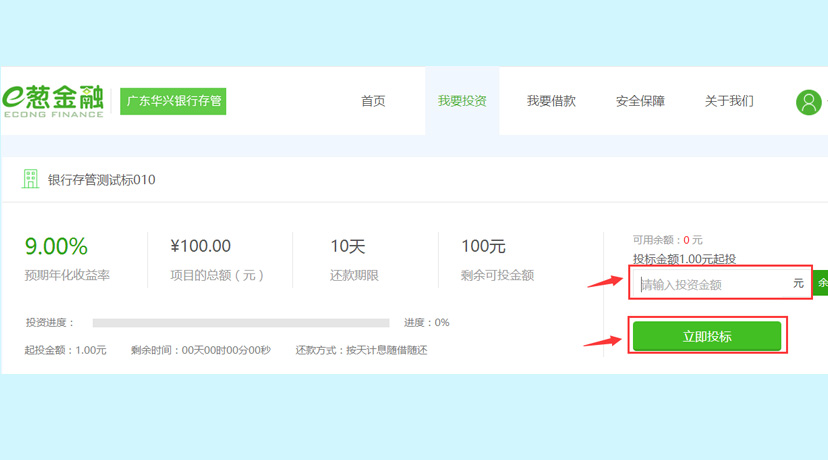 e葱金融
ECONG FINANCE
广东华兴银行存管
首页
我要投资
我要借款
安全保障
关于我们
银行存管测试标010
9.00%
预期年化收益率
¥100.00
项目的总额（元）
10天
还款期限
100元
剩余可投金额
可用余额：0 元
投标金额1.00元起投
请输入投资金额
元
余
立即投标
投资进度：
进度：0%
起投金额：1.00元
剩余时间：00天00时00分00秒
还款方式：按天计息随借随还